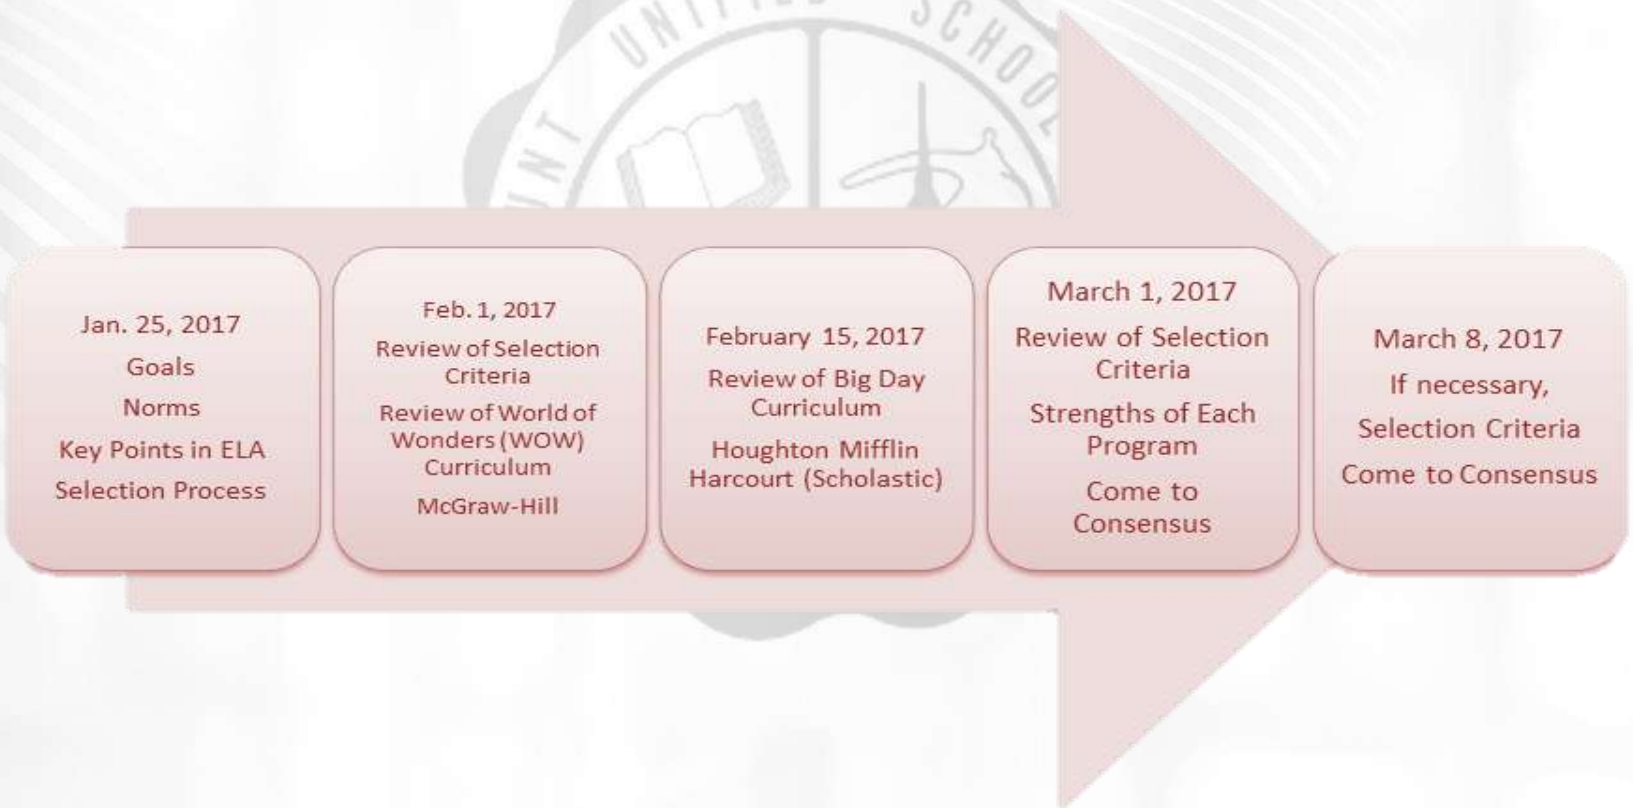 UNIFIED SCHOOL
Jan. 25, 2017
Goals
Norms
Key Points in ELA
Selection Process
Feb. 1, 2017
Review of Selection
Criteria
Review of World of
Wonders (WOW)
Curriculum
McGraw-Hill
February 15, 2017
Review of Big Day
Curriculum
Houghton Mifflin
Harcourt (Scholastic)
March 1, 2017
Review of Selection
Criteria
Strengths of Each
Program
Come to
Consensus
March 8, 2017
If necessary,
Selection Criteria
Come to Consensus